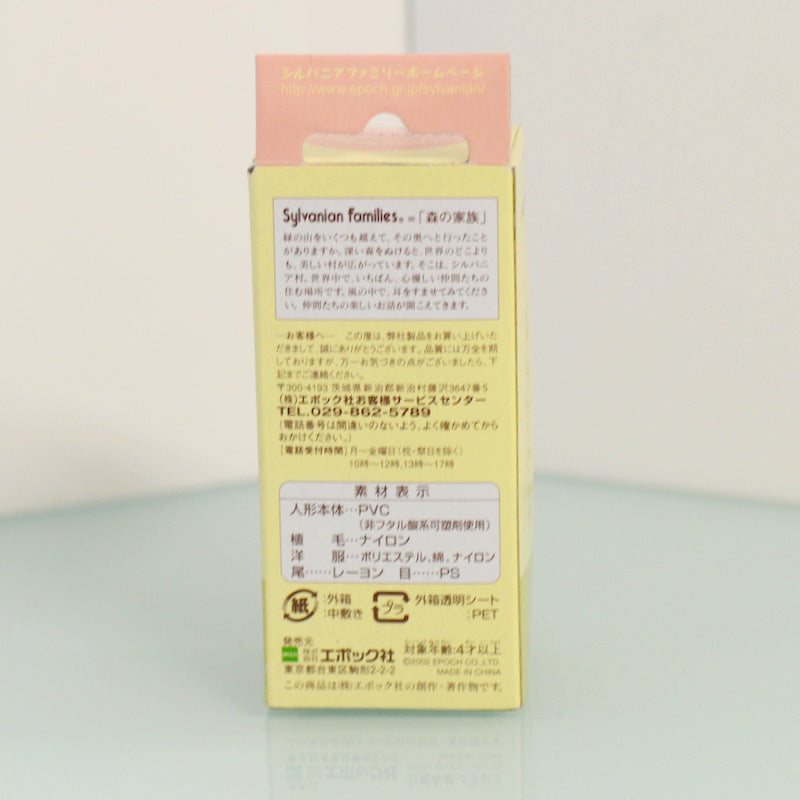 シルバニアファミリーホームページ
http://www.epoch.gr.jp/sylvanian/
Sylvanian Families® =「森の家族」
緑の山をいくつも越えて、その奥へと行ったこと
がありますか。深い森をぬけると、世界のどこより
も、美しい村が広がっています。そこは、シルバニ
ア村。世界中で、いちばん、心優しい仲間たちの
住む場所です。風の中で、耳をすませてみてくださ
い。仲間たちの楽しいお話が聞こえてきます。
―お客様へ― この度は、弊社製品をお買い上げいた
だきまして、誠にありがとうございます。品質には万全を期
しておりますが、万一お気づきの点がございましたら、下
記までご連絡ください。
〒300-4193 茨城県新治郡新治村藤沢3647番5
(株)エポック社お客様サービスセンター
TEL.029-862-5789
(電話番号は間違いのないよう、よく確かめてから
おかけください。)
[電話受付時間]月〜金曜日(祝・祭日を除く)
10時〜12時,13時〜17時
素材表示
人形本体…PVC
(非フタル酸系可塑剤使用)
植 毛…ナイロン
洋 服…ポリエステル、綿、ナイロン
尾……レーヨン 目……PS
紙 :外箱 プラ 外箱透明シート
:中敷き :PET
発売元
EPOCH 株式会社 エポック社 対象年齢:4才以上
東京都台東区駒形2-2-2 ©2002 EPOCH CO.,LTD.
MADE IN CHINA
この商品は(株)エポック社の創作・著作物です。